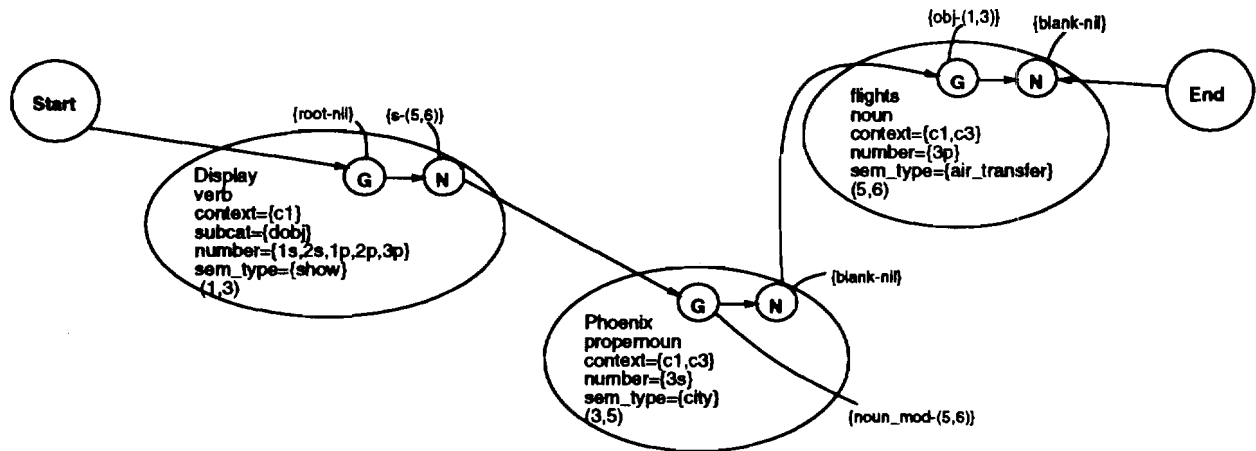 Start
{root-nil}
{s-(5,6)}
G
N
Display
verb
context={c1}
subcat={dobj}
number={1s,2s,1p,2p,3p}
sem_type={show}
(1,3)
G
N
{blank-nil}
Phoenix
propernoun
context={c1,c3}
number={3s}
sem_type={city}
(3,5)
{noun_mod-(5,6)}
{obj-(1,3)}
{blank-nil}
G
N
flights
noun
context={c1,c3}
number={3p}
sem_type={air_transfer}
(5,6)
End